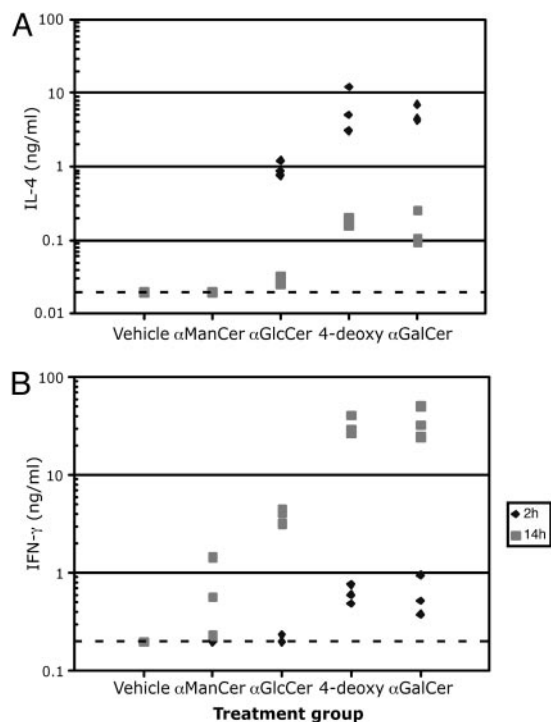 A
100
10
1
0.1
0.01
IL-4 (ng/ml)
Vehicle αManCer αGlcCer 4-deoxy αGalCer
B
100
10
1
0.1
IFN-γ (ng/ml)
Vehicle αManCer αGlcCer 4-deoxy αGalCer
Treatment group
2h
14h